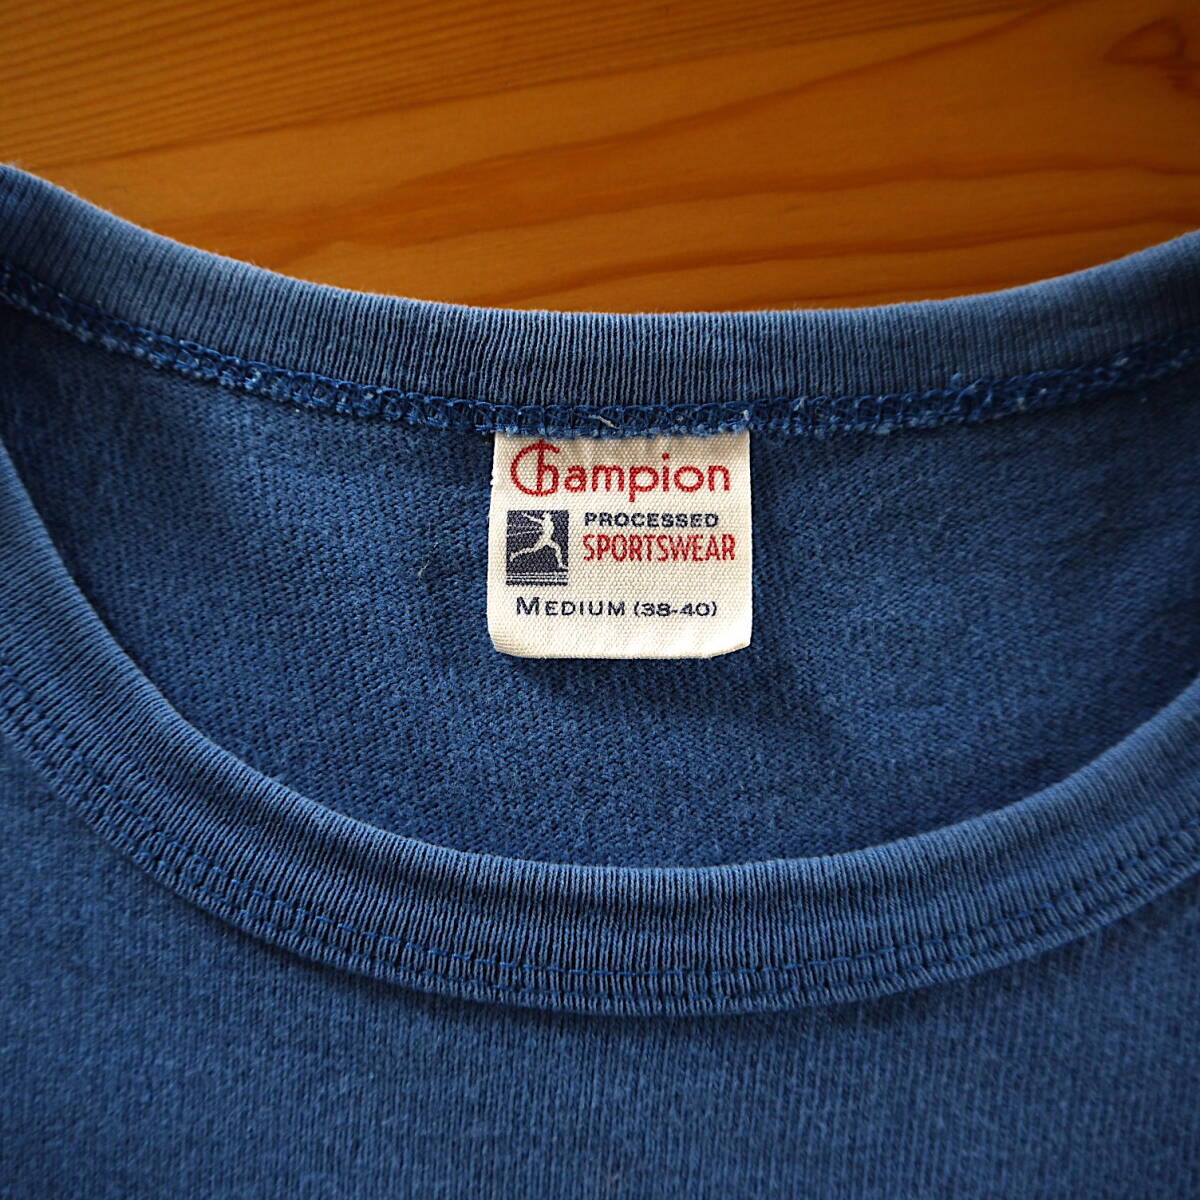 Champion
PROCESSED
SPORTSWEAR
MEDIUM (38-40)